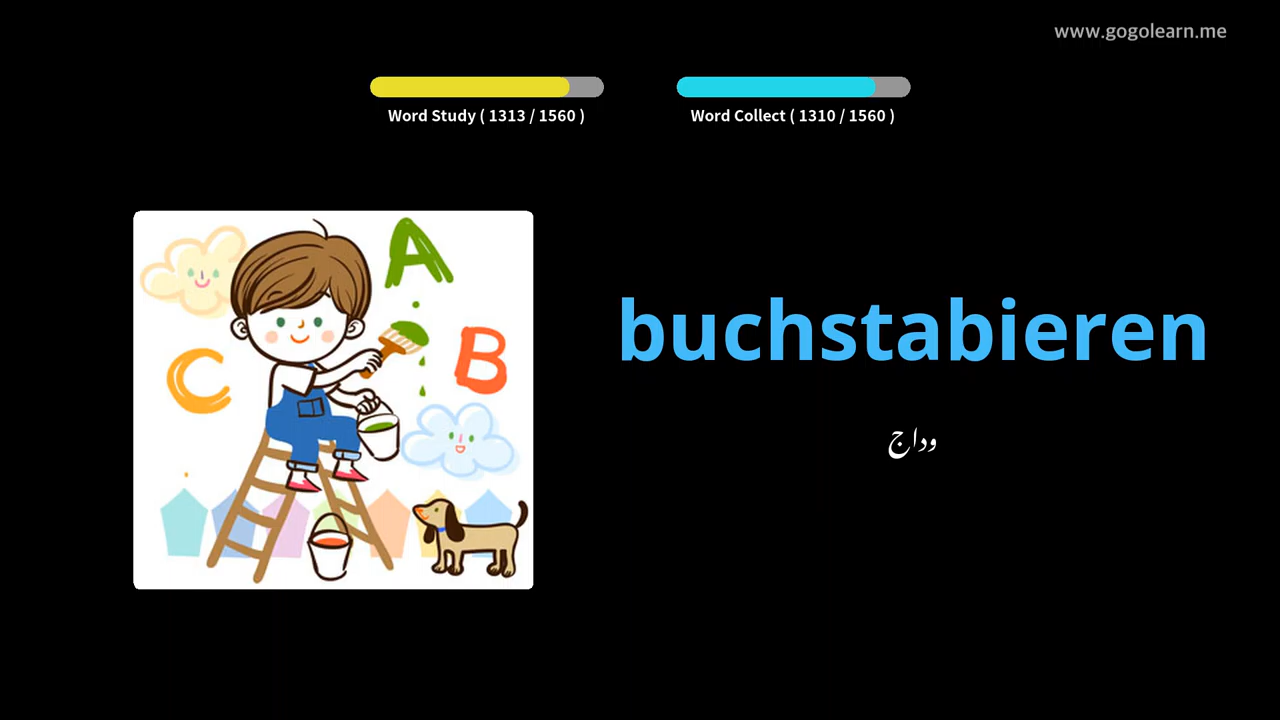 www.gogolearn.me
Word Study ( 1313 / 1560 )
Word Collect ( 1310 / 1560 )
A
B
C
buchstabieren
وداج